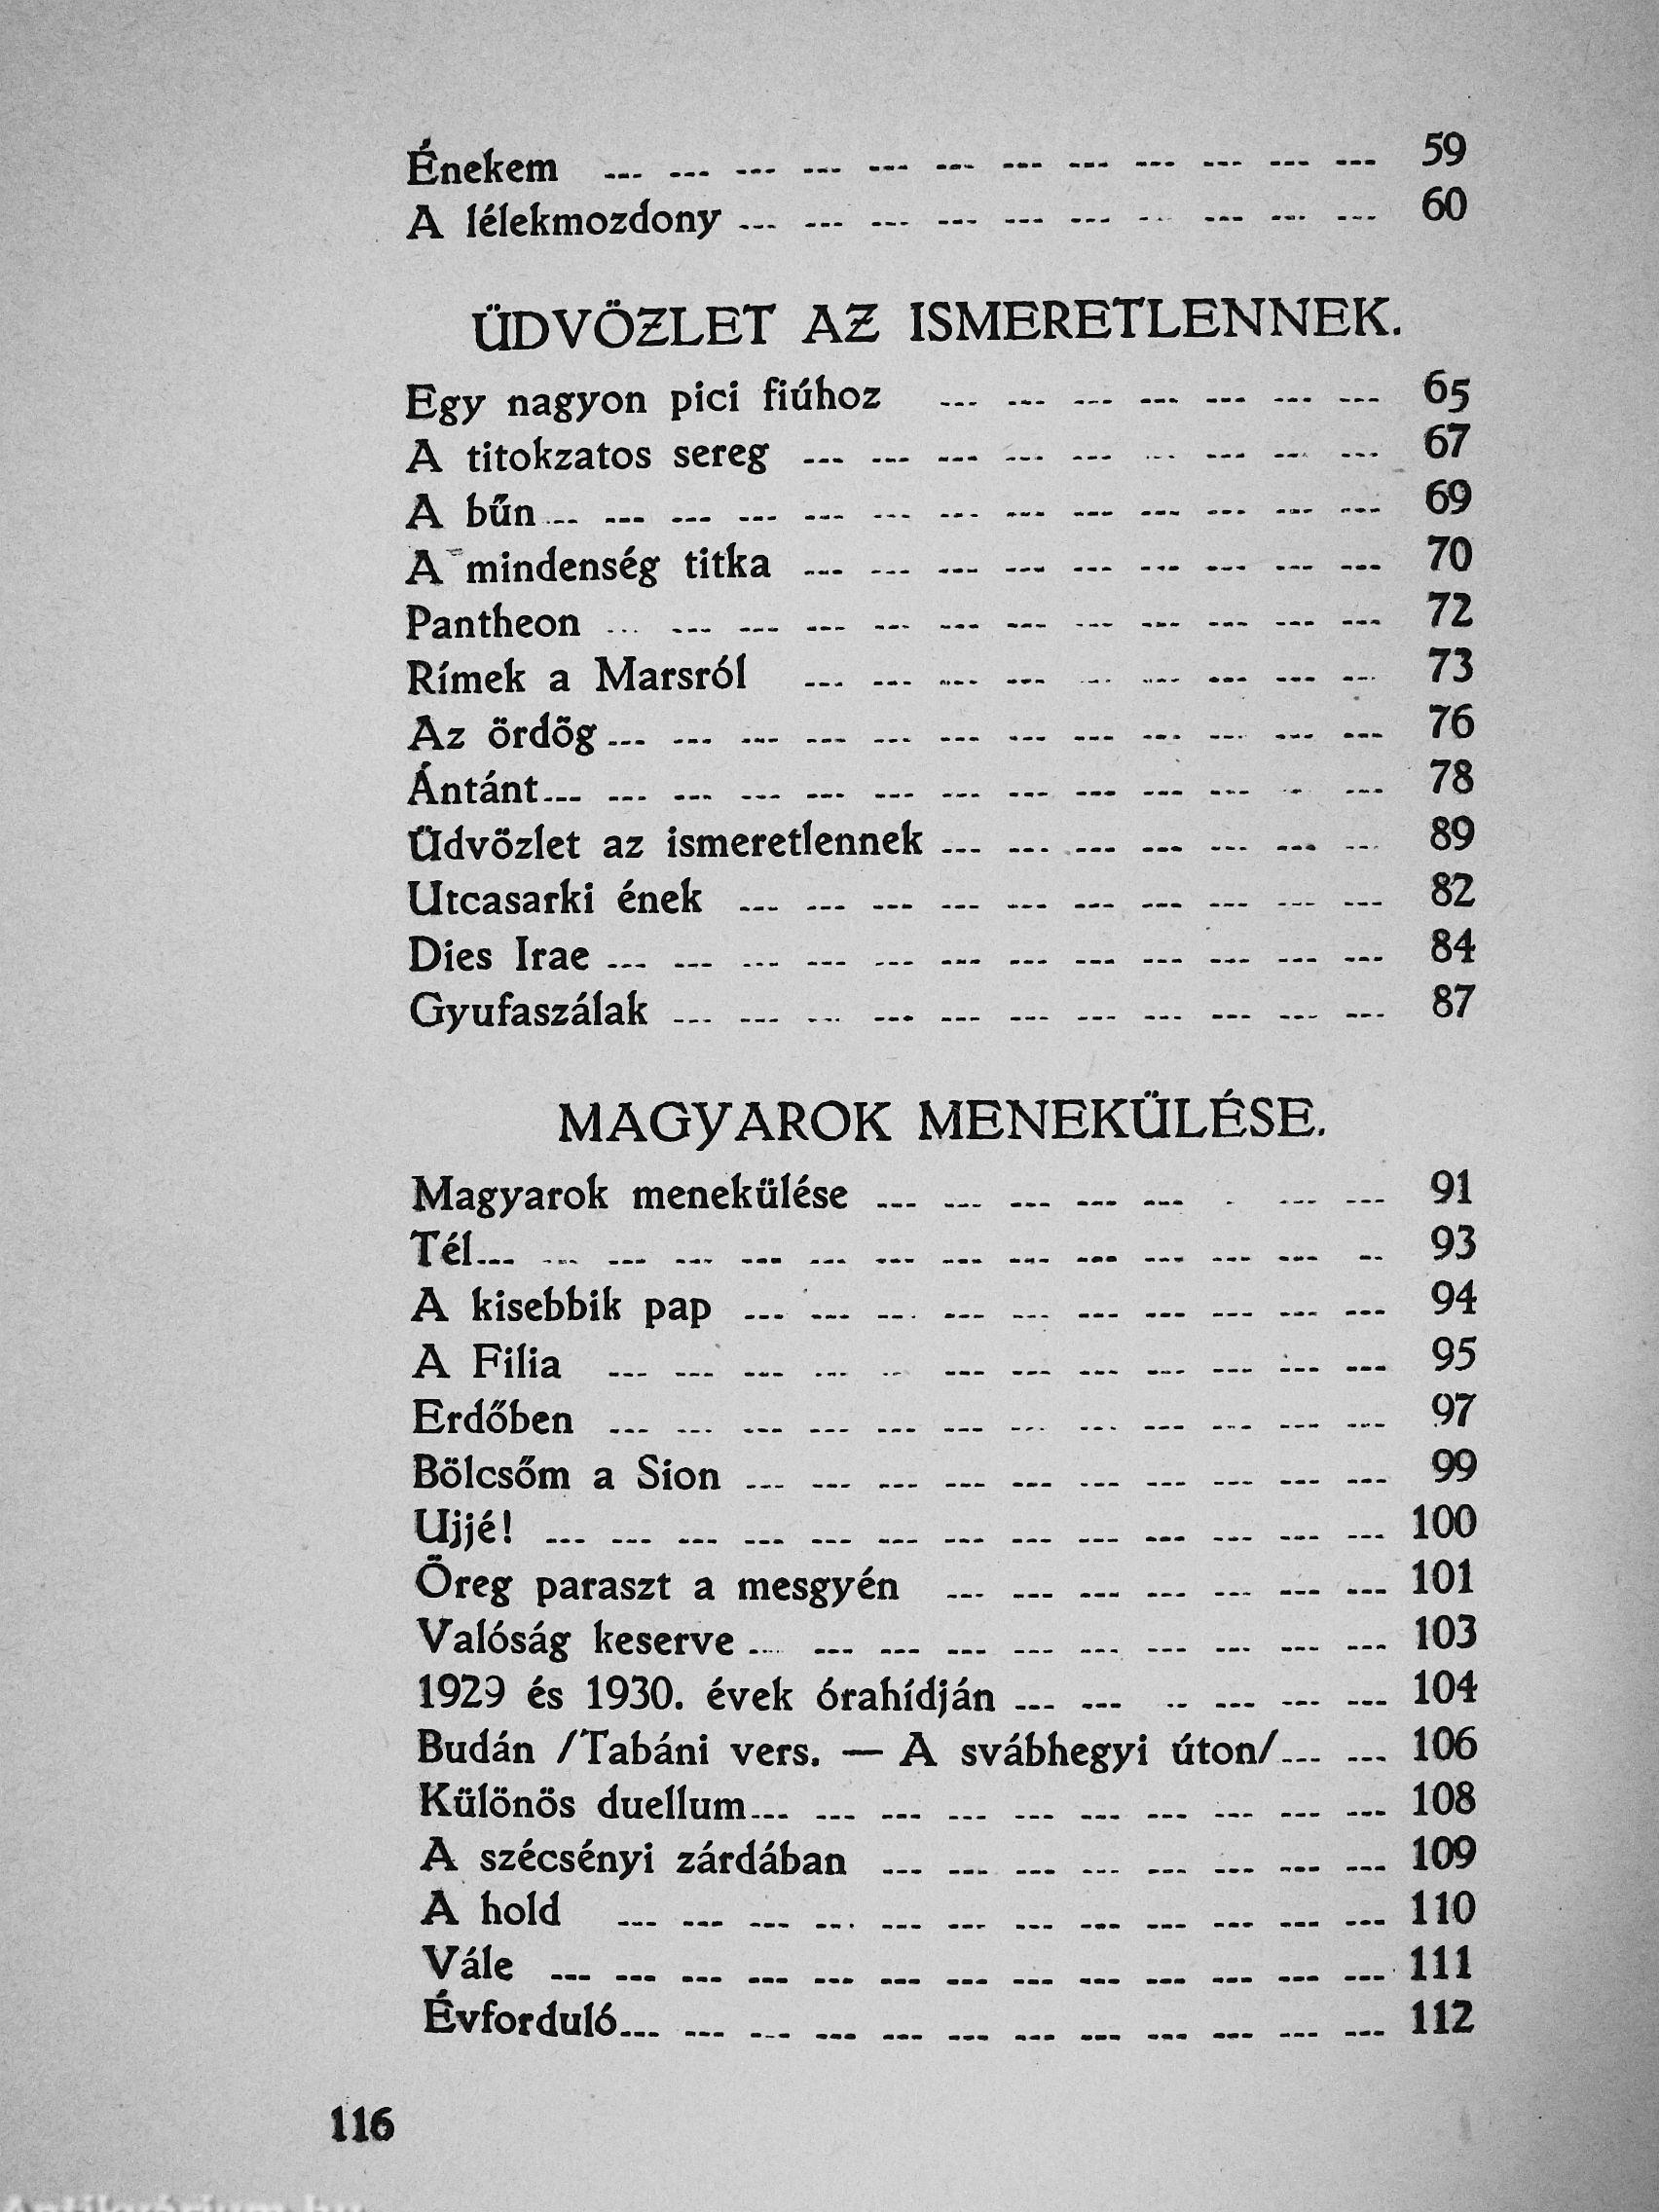 Énekem --- --- --- --- --- --- --- --- --- --- --- --- 59
A lélekmozdony --- --- --- --- --- --- --- --- --- --- 60
ÜDVÖZLET AZ ISMERETLENNEK.
Egy nagyon pici fiúhoz --- --- --- --- --- --- --- 65
A titokzatos sereg --- --- --- --- --- --- --- --- --- 67
A bűn --- --- --- --- --- --- --- --- --- --- --- --- --- 69
A mindenség titka --- --- --- --- --- --- --- --- --- 70
Pantheon --- --- --- --- --- --- --- --- --- --- --- --- 72
Rímek a Marsról --- --- --- --- --- --- --- --- --- 73
Az ördög --- --- --- --- --- --- --- --- --- --- --- --- 76
Ántánt --- --- --- --- --- --- --- --- --- --- --- --- --- 78
Üdvözlet az ismeretlennek --- --- --- --- --- --- --- 89
Utcasarki ének --- --- --- --- --- --- --- --- --- --- 82
Dies Irae --- --- --- --- --- --- --- --- --- --- --- --- 84
Gyufaszálak --- --- --- --- --- --- --- --- --- --- --- 87
MAGYAROK MENEKÜLÉSE.
Magyarok menekülése --- --- --- --- --- --- --- --- 91
Tél --- --- --- --- --- --- --- --- --- --- --- --- --- --- 93
A kisebbik pap --- --- --- --- --- --- --- --- --- --- 94
A Filia --- --- --- --- --- --- --- --- --- --- --- --- 95
Erdőben --- --- --- --- --- --- --- --- --- --- --- --- 97
Bölcsőm a Sion --- --- --- --- --- --- --- --- --- --- 99
Ujjé! --- --- --- --- --- --- --- --- --- --- --- --- --- 100
Öreg paraszt a mesgyén --- --- --- --- --- --- --- 101
Valóság keserve --- --- --- --- --- --- --- --- --- --- 103
1929 és 1930. évek órahídján --- --- --- --- --- --- 104
Budán /Tabáni vers. — A svábhegyi úton/ --- --- 106
Különös duellum --- --- --- --- --- --- --- --- --- --- 108
A szécsényi zárdában --- --- --- --- --- --- --- --- 109
A hold --- --- --- --- --- --- --- --- --- --- --- --- 110
Vále --- --- --- --- --- --- --- --- --- --- --- --- --- 111
Évforduló --- --- --- --- --- --- --- --- --- --- --- --- 112
116